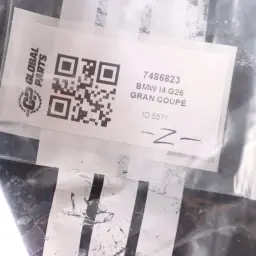 GLOBAL
PARTS
7486823
BMW I4 G26
GRAN COUPÉ
ID 5571
-Z-